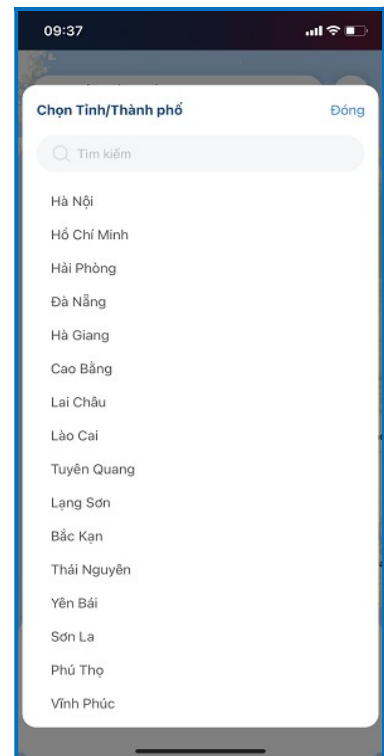 09:37
Chọn Tỉnh/Thành phố Đóng
Tìm kiếm
Hà Nội
Hồ Chí Minh
Hải Phòng
Đà Nẵng
Hà Giang
Cao Bằng
Lai Châu
Lào Cai
Tuyên Quang
Lạng Sơn
Bắc Kạn
Thái Nguyên
Yên Bái
Sơn La
Phú Thọ
Vĩnh Phúc